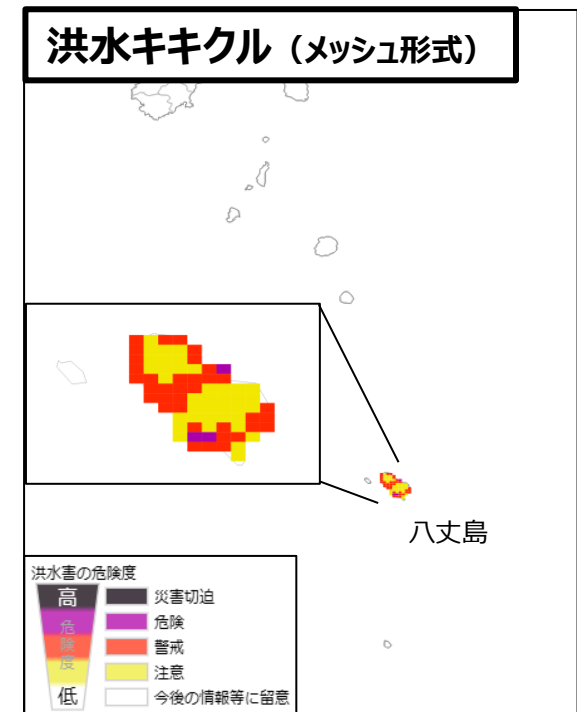 洪水キキクル（メッシュ形式）
八丈島
洪水害の危険度
高
危険度
低
災害切迫
危険
警戒
注意
今後の情報等に留意